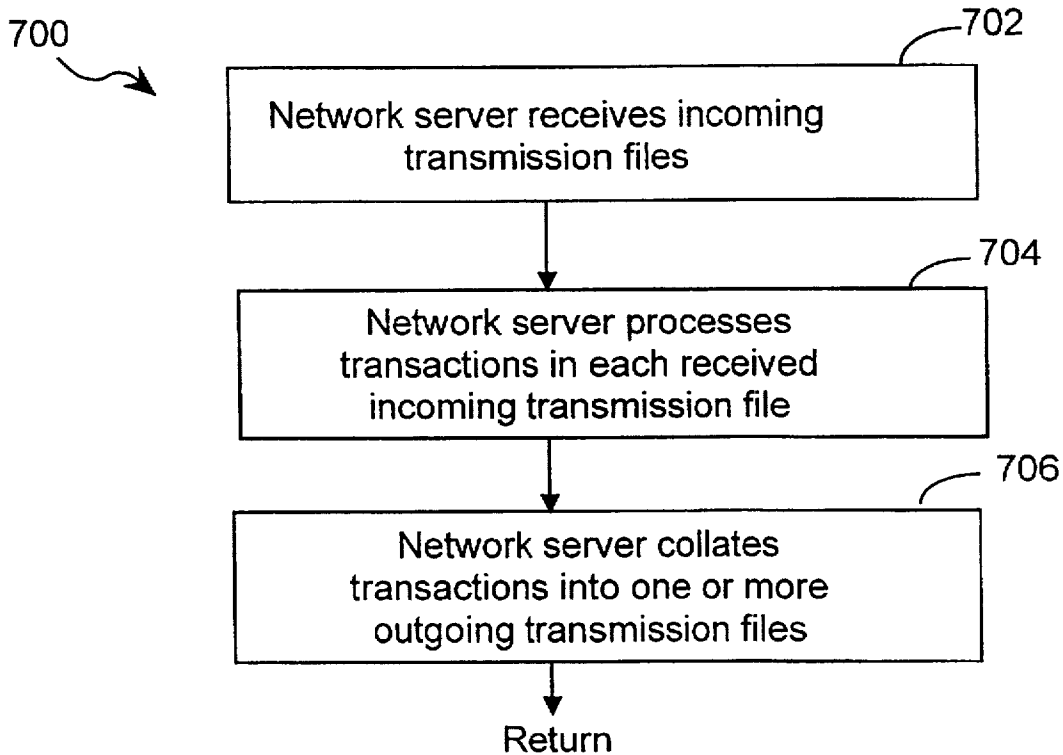 700
702
Network server receives incoming
transmission files
704
Network server processes
transactions in each received
incoming transmission file
706
Network server collates
transactions into one or more
outgoing transmission files
Return